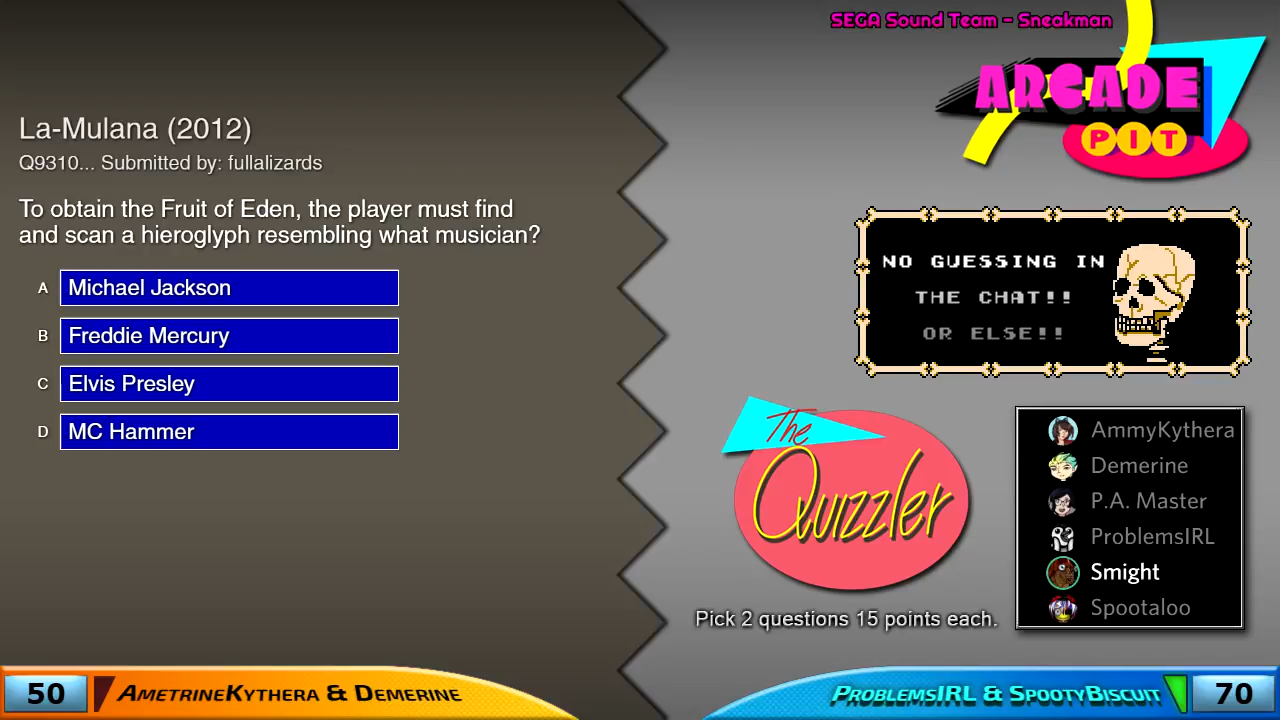 SEGA Sound Team - Sneakman
ARCADE
PIT
La-Mulana (2012)
Q9310... Submitted by: fullalizards
To obtain the Fruit of Eden, the player must find
and scan a hieroglyph resembling what musician?
A Michael Jackson
B Freddie Mercury
C Elvis Presley
D MC Hammer
NO GUESSING IN
THE CHAT!!
OR ELSE!!
The
Quizzler
Pick 2 questions 15 points each.
AmmyKythera
Demerine
P.A. Master
ProblemsIRL
Smight
Spootaloo
50 AmetrineKythera & Demerine
ProblemsIRL & SpootyBiscuit 70